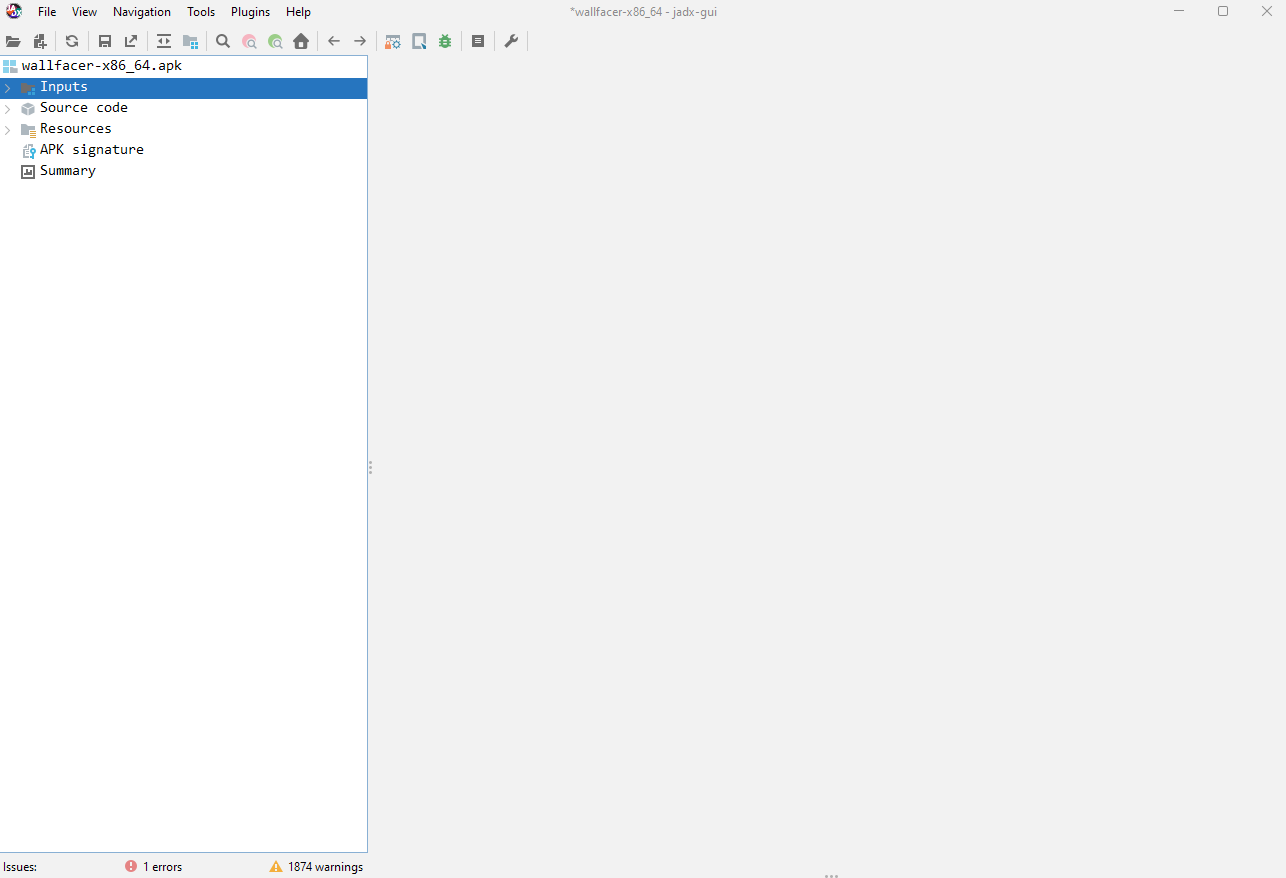 File View Navigation Tools Plugins Help
*wallfacer-x86_64 - jadx-gui
wallfacer-x86_64.apk
Inputs
Source code
Resources
APK signature
Summary
Issues: 1 errors 1874 warnings